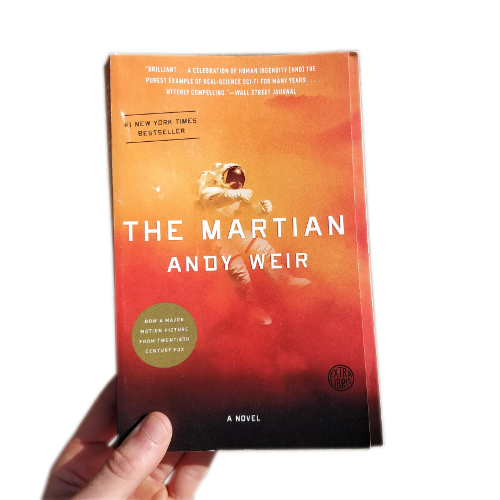 "BRILLIANT . . . A CELEBRATION OF HUMAN INGENUITY [AND] THE
PUREST EXAMPLE OF REAL-SCIENCE SCI-FI FOR MANY YEARS . . .
UTTERLY COMPELLING."—WALL STREET JOURNAL
#1 NEW YORK TIMES
BESTSELLER
THE MARTIAN
ANDY WEIR
NOW A MAJOR
MOTION PICTURE
FROM TWENTIETH
CENTURY FOX
EXTRA
LIBRIS
A NOVEL